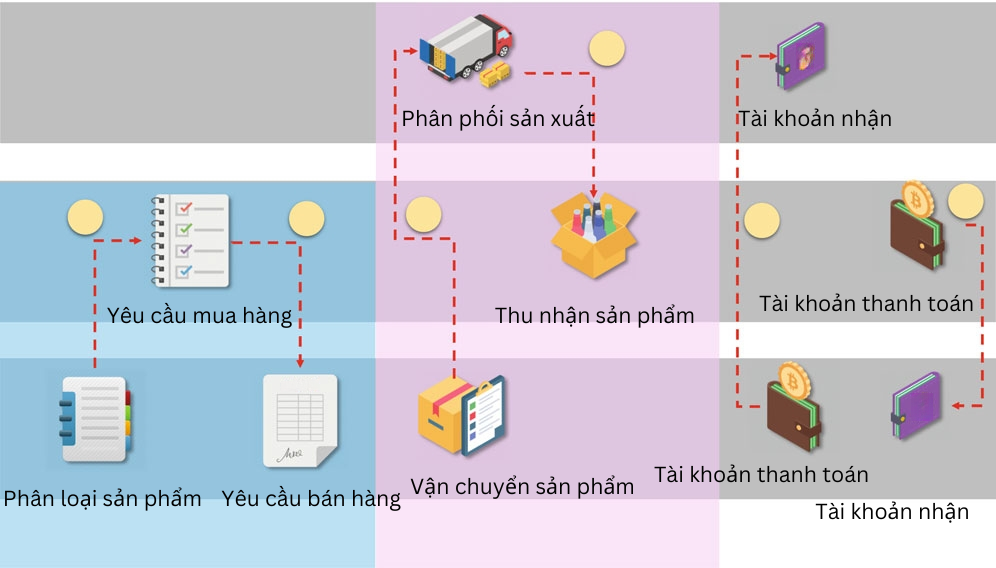 Phân phối sản xuất
Tài khoản nhận
Yêu cầu mua hàng
Thu nhận sản phẩm
Tài khoản thanh toán
Phân loại sản phẩm
Yêu cầu bán hàng
Vận chuyển sản phẩm
Tài khoản thanh toán
Tài khoản nhận